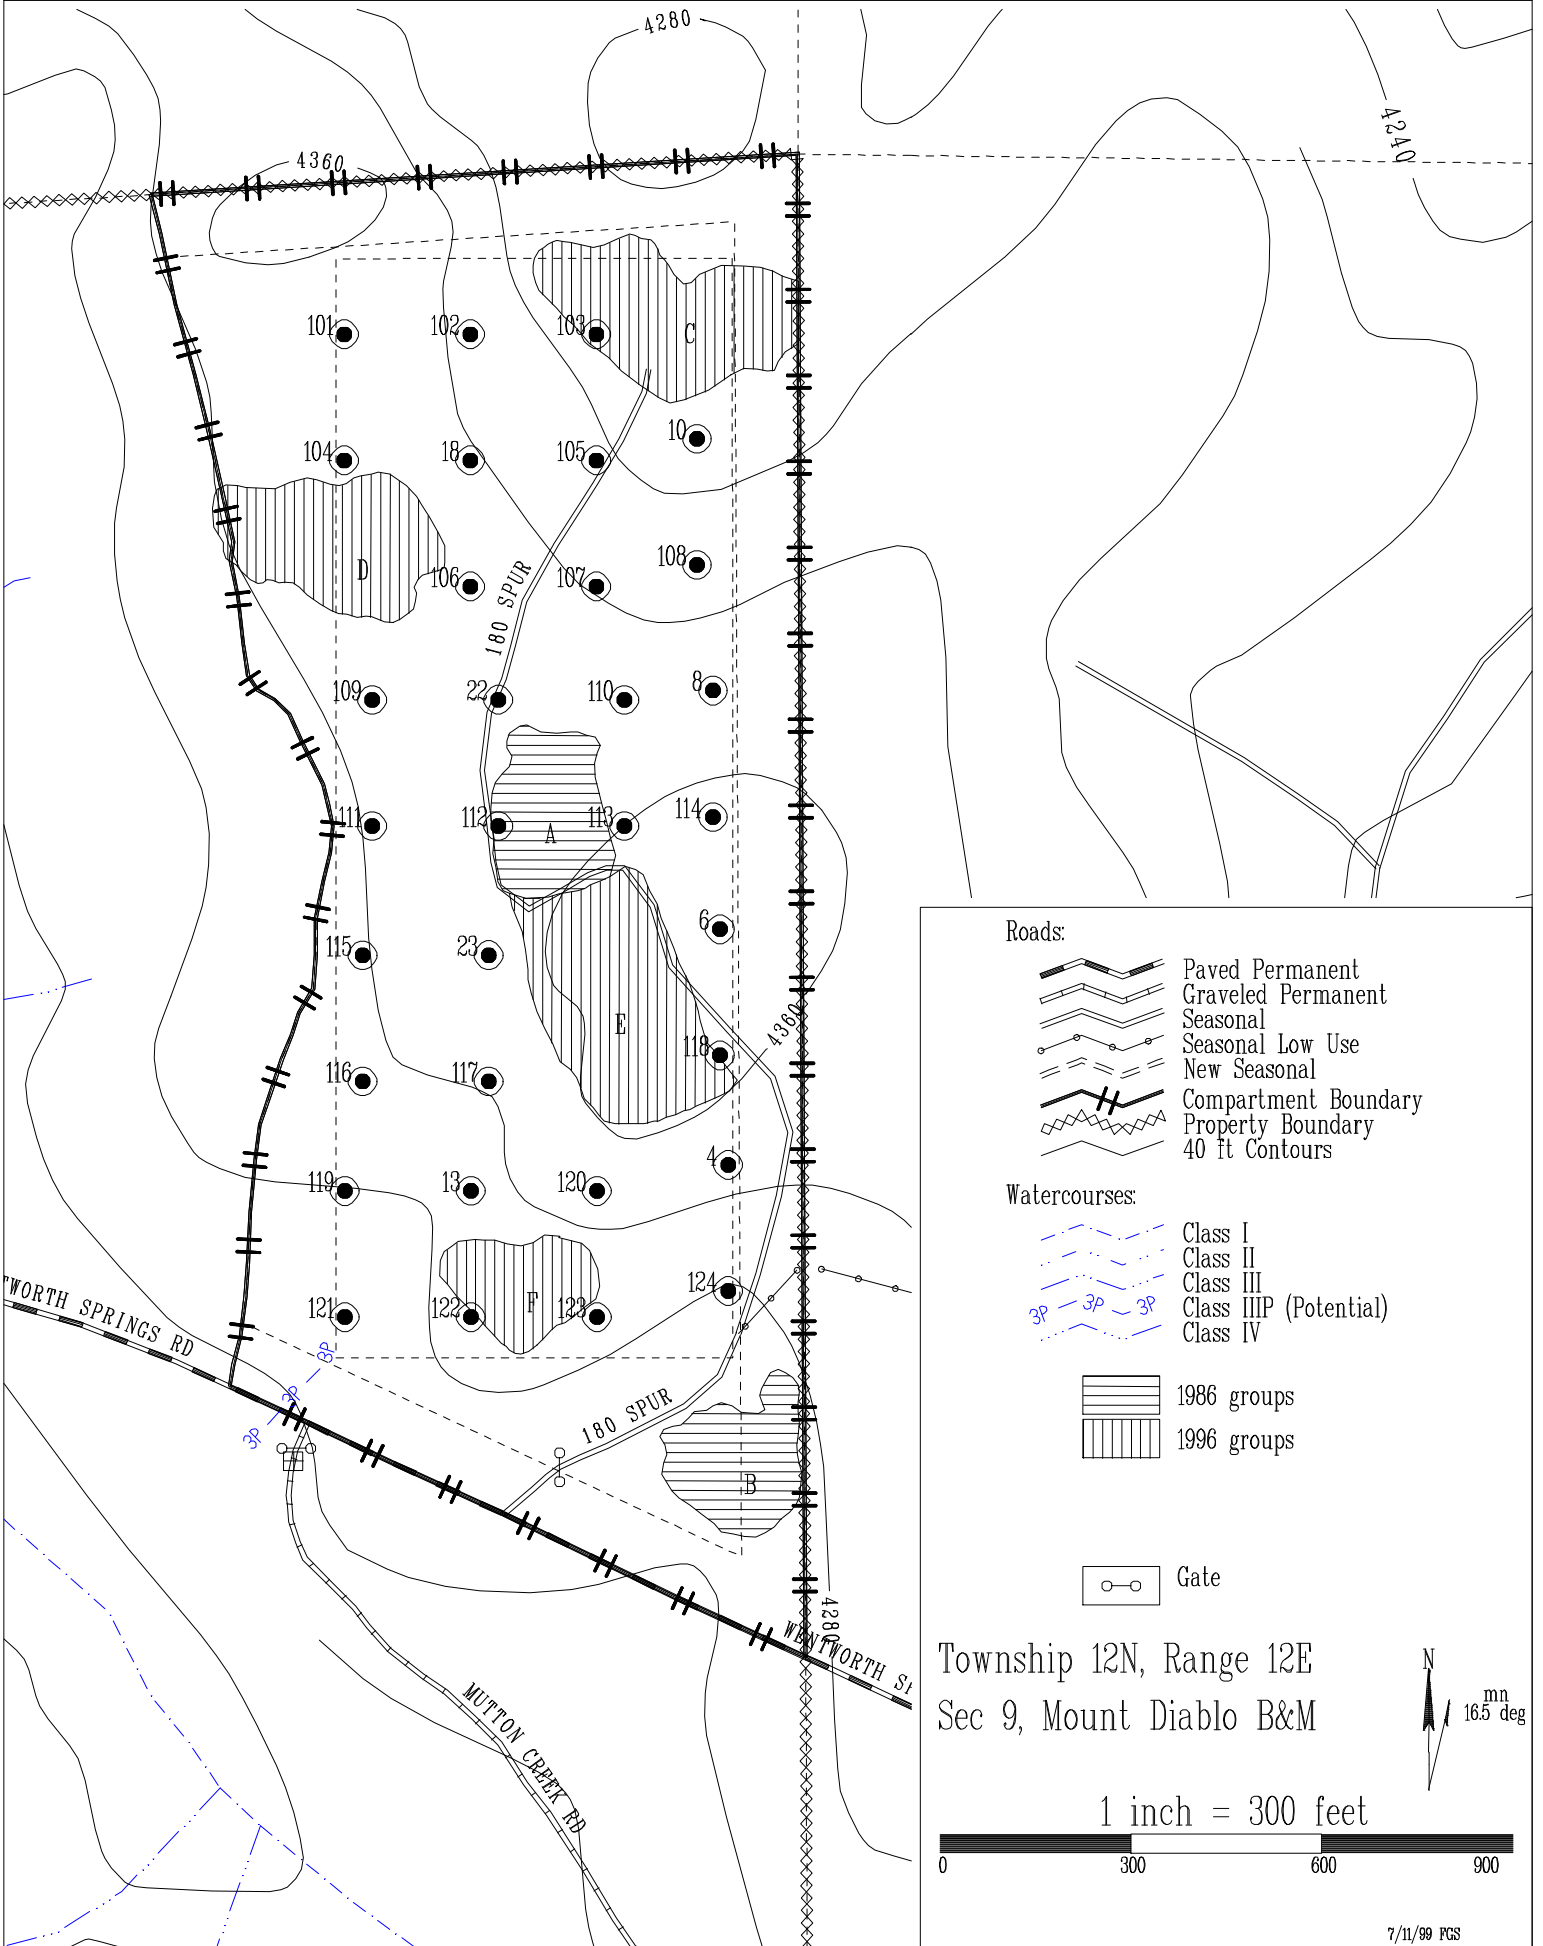 4280
4240
4360
101
102
103
C
10
104
18
105
D
106
107
108
180 SPUR
109
22
110
8
111
112
A
113
114
6
115
23
E
4360
118
116
117
4
119
13
120
124
121
122
F
123
TWORTH SPRINGS RD
3P
3P
3P
180 SPUR
B
4280
WENTWORTH SP
MUTTON CREEK RD
Roads:
Paved Permanent
Graveled Permanent
Seasonal
Seasonal Low Use
New Seasonal
Compartment Boundary
Property Boundary
40 ft Contours
Watercourses:
Class I
Class II
Class III
3P 3P 3P Class IIIP (Potential)
Class IV
1986 groups
1996 groups
Gate
Township 12N, Range 12E
Sec 9, Mount Diablo B&M
N
mn
16.5 deg
1 inch = 300 feet
0 300 600 900
7/11/99 FGS